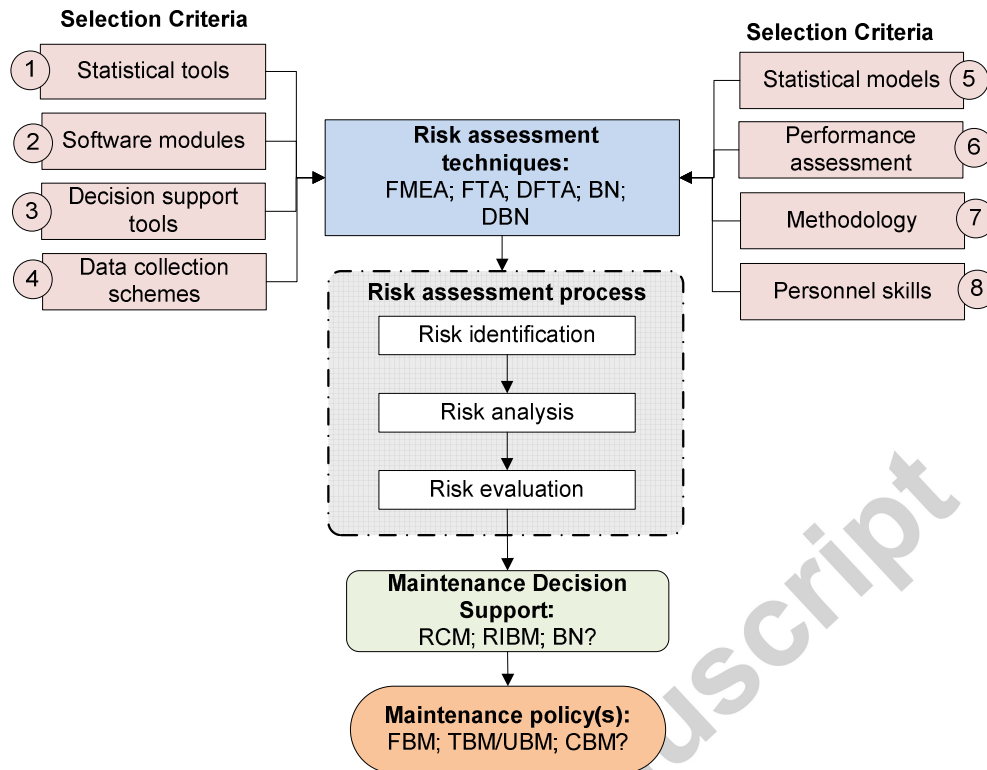 Selection Criteria
1
Statistical tools
2
Software modules
3
Decision support
tools
4
Data collection
schemes
Selection Criteria
Statistical models
5
Performance
assessment
6
Methodology
7
Personnel skills
8
Risk assessment
techniques:
FMEA; FTA; DFTA; BN;
DBN
Risk assessment process
Risk identification
Risk analysis
Risk evaluation
Maintenance Decision
Support:
RCM; RIBM; BN?
Maintenance policy(s):
FBM; TBM/UBM; CBM?
uscript